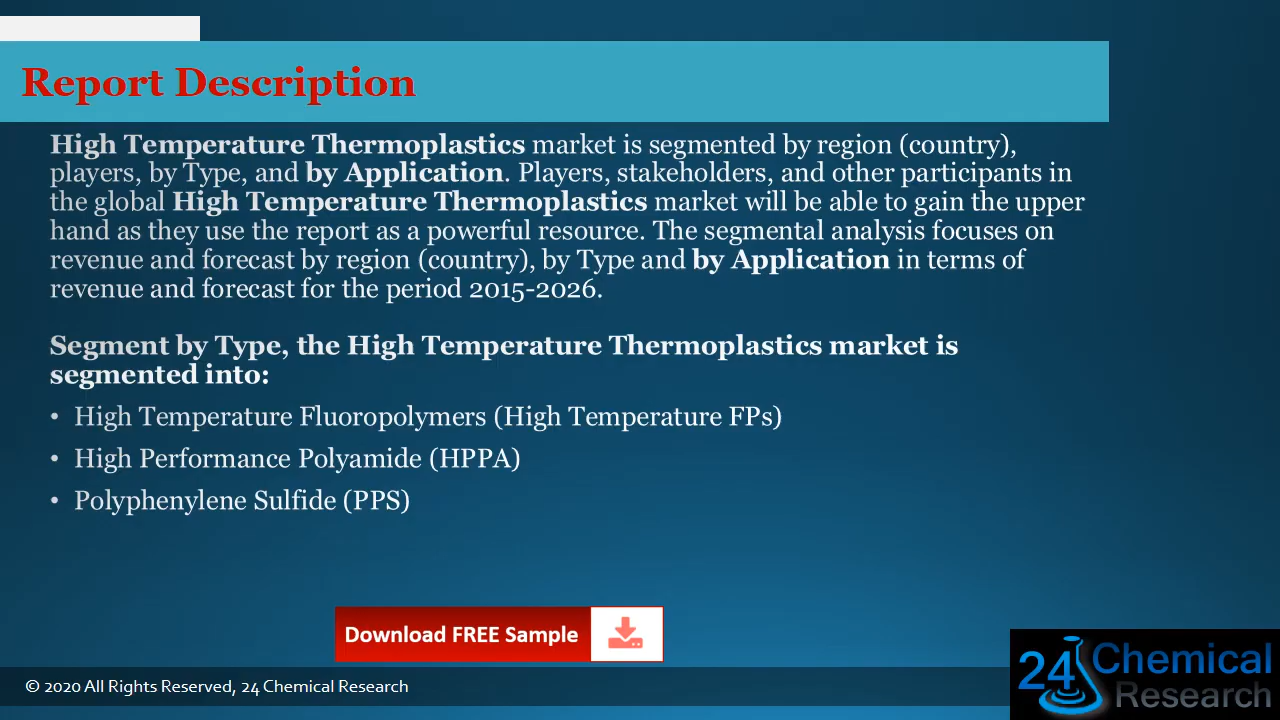 Report Description
High Temperature Thermoplastics market is segmented by region (country),
players, by Type, and by Application. Players, stakeholders, and other participants in
the global High Temperature Thermoplastics market will be able to gain the upper
hand as they use the report as a powerful resource. The segmental analysis focuses on
revenue and forecast by region (country), by Type and by Application in terms of
revenue and forecast for the period 2015-2026.
Segment by Type, the High Temperature Thermoplastics market is
segmented into:
• High Temperature Fluoropolymers (High Temperature FPs)
• High Performance Polyamide (HPPA)
• Polyphenylene Sulfide (PPS)
Download FREE Sample
© 2020 All Rights Reserved, 24 Chemical Research
24 Chemical
Research